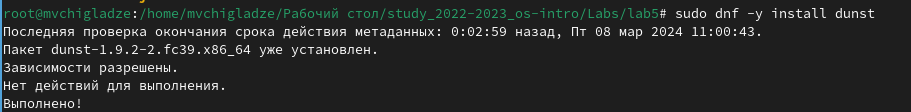 root@mvchigladze:/home/mvchigladze/Рабочий стол/study_2022-2023_os-intro/Labs/lab5# sudo dnf -y install dunst
Последняя проверка окончания срока действия метаданных: 0:02:59 назад, Пт 08 мар 2024 11:00:43.
Пакет dunst-1.9.2-2.fc39.x86_64 уже установлен.
Зависимости разрешены.
Нет действий для выполнения.
Выполнено!